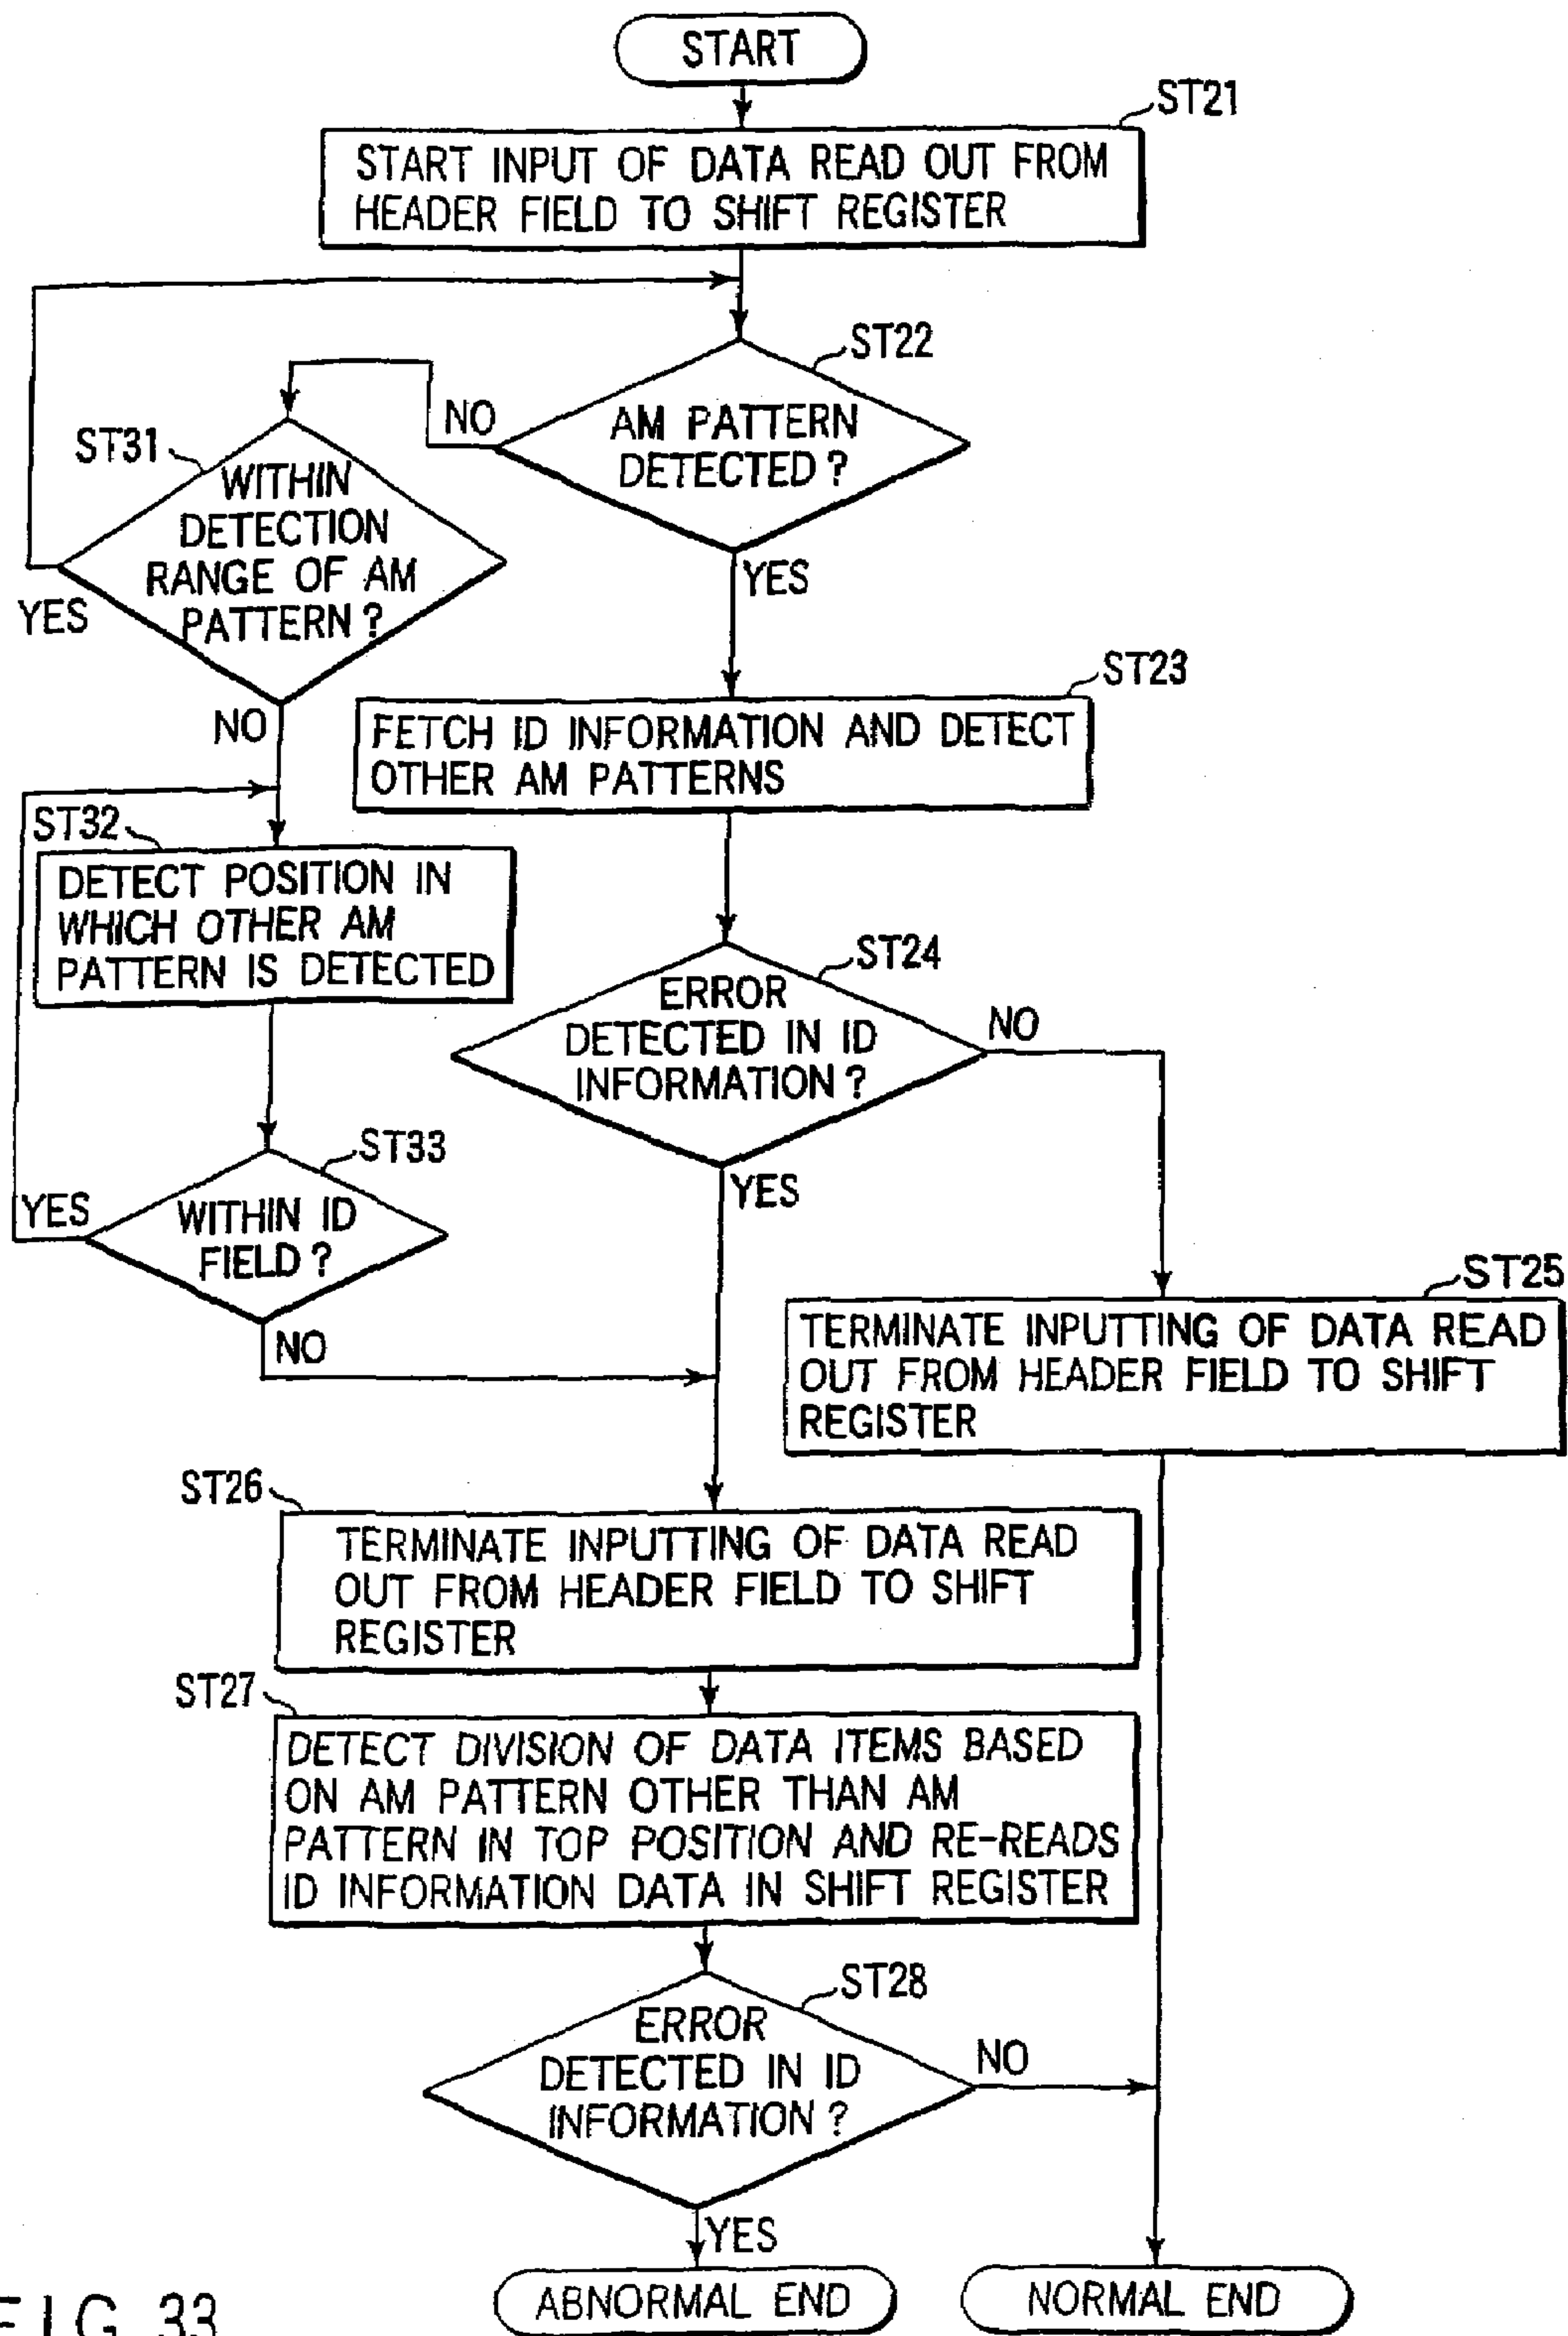 START
ST21
START INPUT OF DATA READ OUT FROM
HEADER FIELD TO SHIFT REGISTER
ST22
AM PATTERN
DETECTED?
NO
YES
ST31
WITHIN
DETECTION
RANGE OF AM
PATTERN?
YES
NO
ST23
FETCH ID INFORMATION AND DETECT
OTHER AM PATTERNS
ST32
DETECT POSITION IN
WHICH OTHER AM
PATTERN IS DETECTED
ST24
ERROR
DETECTED IN ID
INFORMATION?
NO
YES
ST33
WITHIN ID
FIELD?
YES
NO
ST25
TERMINATE INPUTTING OF DATA READ
OUT FROM HEADER FIELD TO SHIFT
REGISTER
ST26
TERMINATE INPUTTING OF DATA READ
OUT FROM HEADER FIELD TO SHIFT
REGISTER
ST27
DETECT DIVISION OF DATA ITEMS BASED
ON AM PATTERN OTHER THAN AM
PATTERN IN TOP POSITION AND RE-READS
ID INFORMATION DATA IN SHIFT REGISTER
ST28
ERROR
DETECTED IN ID
INFORMATION?
NO
YES
ABNORMAL END
NORMAL END
FIG. 33